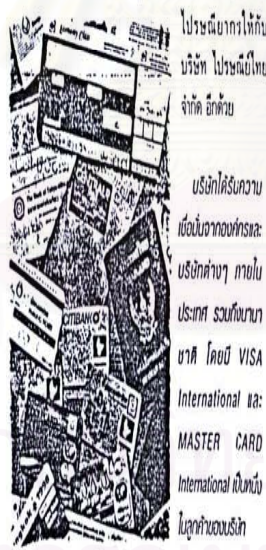 ไปรษณียากรให้กับ
บริษัท ไปรษณีย์ไทย
จำกัด อีกด้วย
บริษัทได้รับความ
เชื่อมั่นจากองค์กรและ
บริษัทต่างๆ ภายใน
ประเทศ รวมถึงนานา
ชาติ โดยมี VISA
International และ
MASTER CARD
International เป็นหนึ่ง
ในลูกค้าของบริษัท
CITIBANK